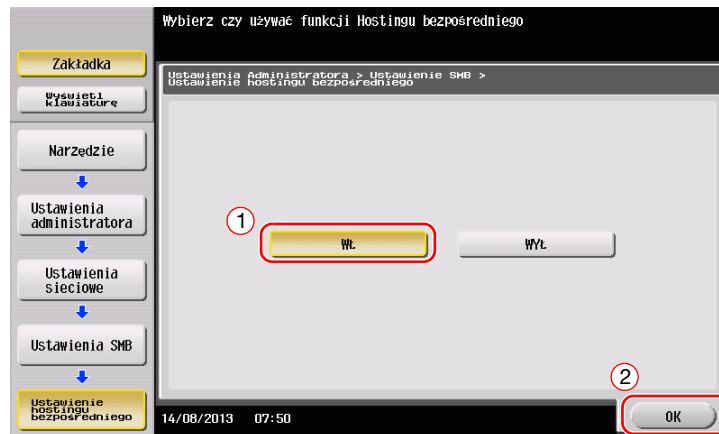 Wybierz czy używać funkcji Hostingu bezpośredniego
Zakładka
Wyświetl
klawiaturę
Ustawienia Administratora > Ustawienie SMB >
Ustawienie hostingu bezpośredniego
Narzędzie
Ustawienia
administratora
1
WŁ
WYŁ
Ustawienia
sieciowe
Ustawienia SMB
2
Ustawienie
hostingu
bezpośredniego
14/08/2013 07:50
OK